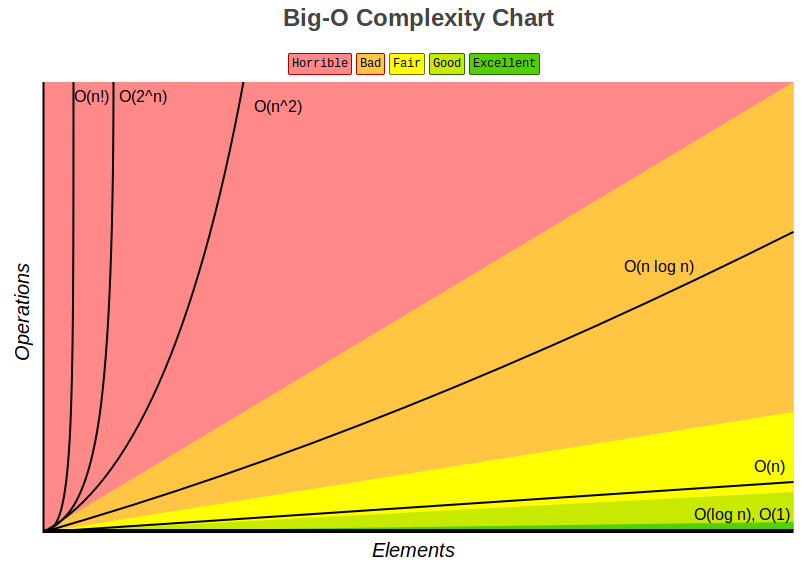 Big-O Complexity Chart
Horrible Bad Fair Good Excellent
O(n!) O(2^n)
O(n^2)
O(n log n)
Operations
O(n)
O(log n), O(1)
Elements